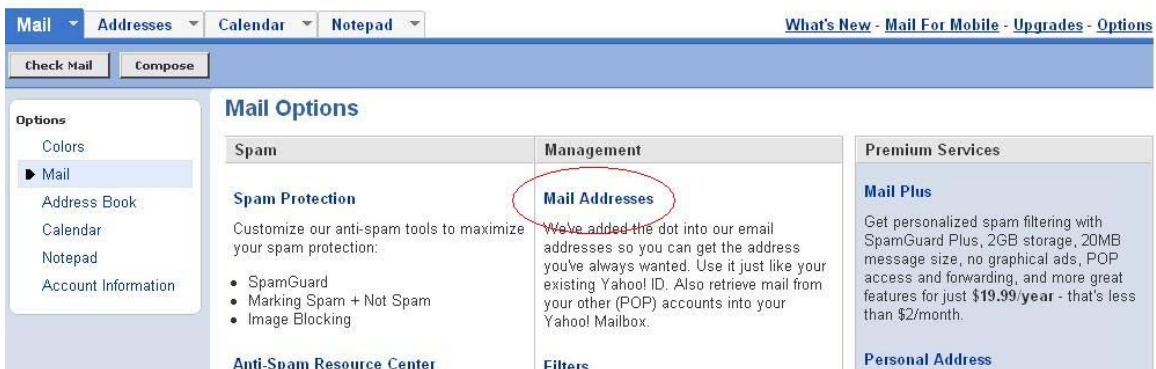 Mail Addresses Calendar Notepad What's New - Mail For Mobile - Upgrades - Options
Check Mail Compose
Options
Colors
Mail
Address Book
Calendar
Notepad
Account Information
Mail Options
Spam
Spam Protection
Customize our anti-spam tools to maximize
your spam protection:
• SpamGuard
• Marking Spam + Not Spam
• Image Blocking
Anti-Spam Resource Center
Management
Mail Addresses
We've added the dot into our email
addresses so you can get the address
you've always wanted. Use it just like your
existing Yahoo! ID. Also retrieve mail from
your other (POP) accounts into your
Yahoo! Mailbox.
Filters
Premium Services
Mail Plus
Get personalized spam filtering with
SpamGuard Plus, 2GB storage, 20MB
message size, no graphical ads, POP
access and forwarding, and more great
features for just $19.99/year - that's less
than $2/month.
Personal Address